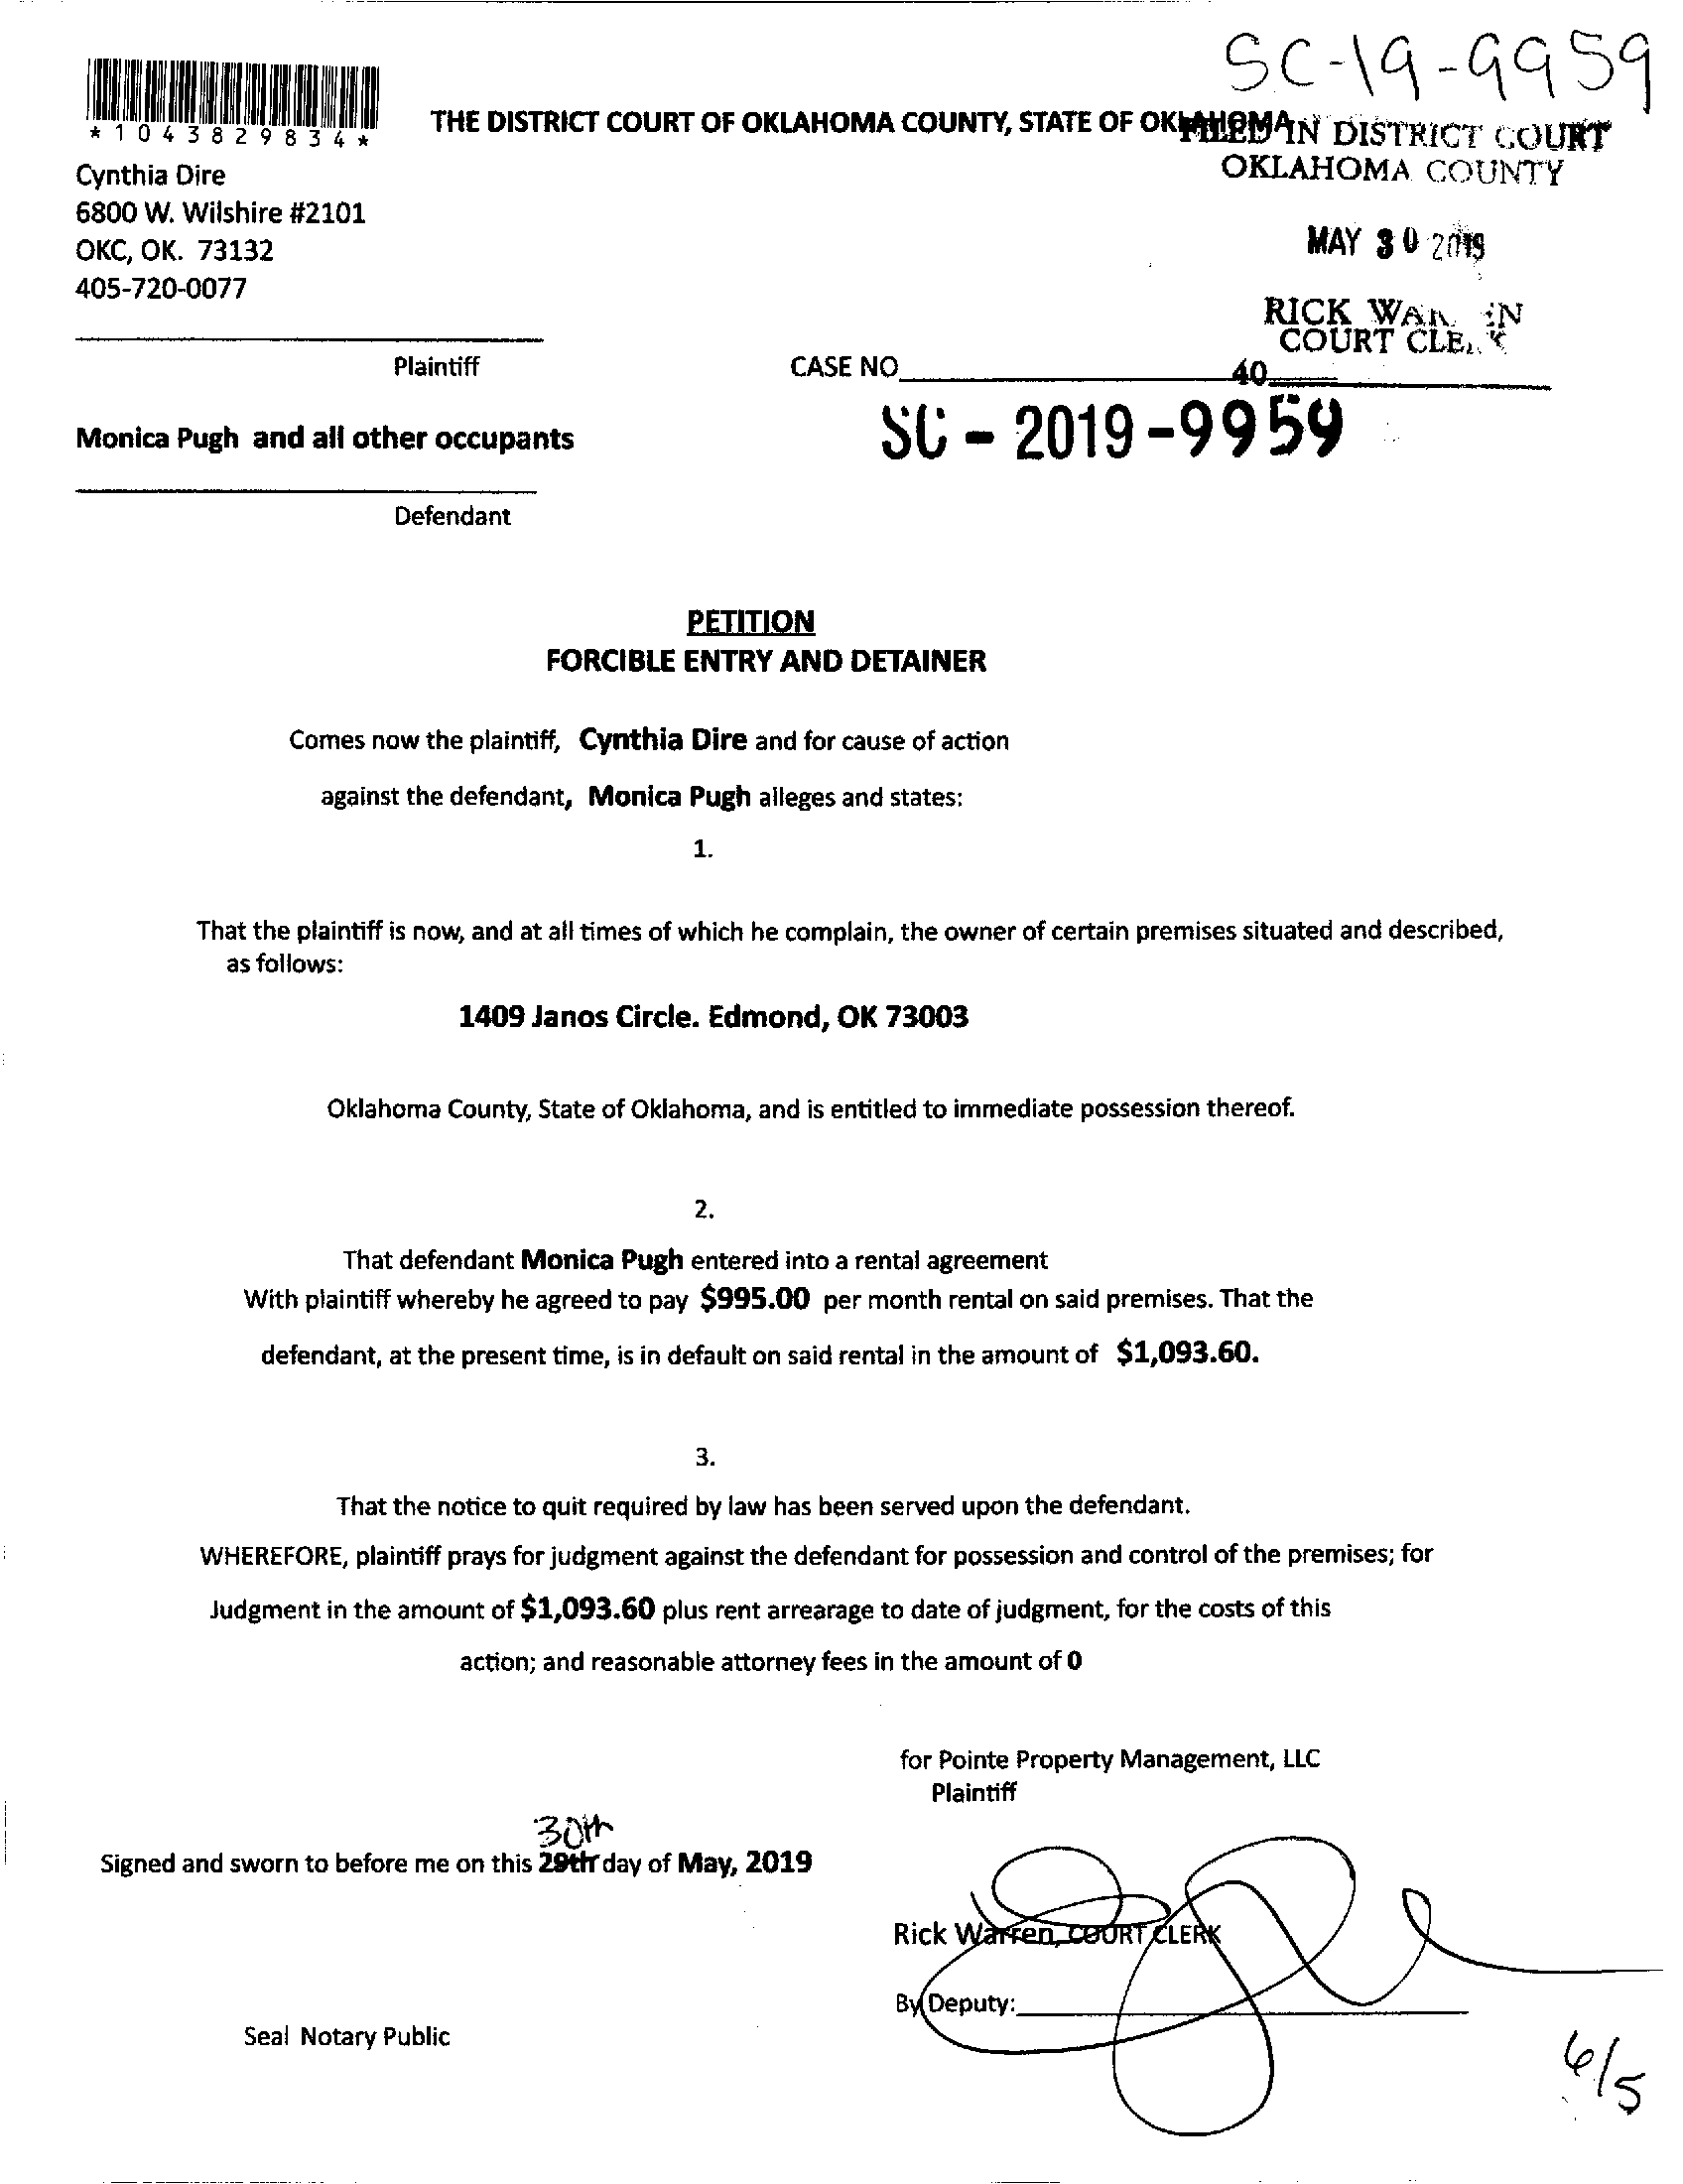 SC-19-9959
*1043829834*
THE DISTRICT COURT OF OKLAHOMA COUNTY, STATE OF OKLAHOMA
FILED IN DISTRICT COURT
OKLAHOMA COUNTY
Cynthia Dire
6800 W. Wilshire #2101
OKC, OK. 73132
405-720-0077
MAY 30 2019
RICK WARREN
COURT CLERK
Plaintiff
CASE NO
40
SC - 2019 - 9959
Monica Pugh and all other occupants
Defendant
PETITION
FORCIBLE ENTRY AND DETAINER
Comes now the plaintiff, Cynthia Dire and for cause of action
against the defendant, Monica Pugh alleges and states:
1.
That the plaintiff is now, and at all times of which he complain, the owner of certain premises situated and described,
as follows:
1409 Janos Circle. Edmond, OK 73003
Oklahoma County, State of Oklahoma, and is entitled to immediate possession thereof.
2.
That defendant Monica Pugh entered into a rental agreement
With plaintiff whereby he agreed to pay $995.00 per month rental on said premises. That the
defendant, at the present time, is in default on said rental in the amount of $1,093.60.
3.
That the notice to quit required by law has been served upon the defendant.
WHEREFORE, plaintiff prays for judgment against the defendant for possession and control of the premises; for
Judgment in the amount of $1,093.60 plus rent arrearage to date of judgment, for the costs of this
action; and reasonable attorney fees in the amount of 0
for Pointe Property Management, LLC
Plaintiff
30th
Signed and sworn to before me on this 29th day of May, 2019
Rick Warren, COURT CLERK
By Deputy:
Seal Notary Public
6/5